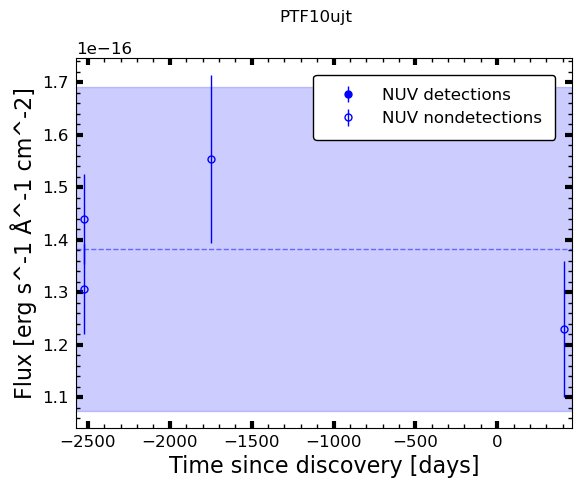 PTF10ujt
1e−16
1.7
1.6
1.5
1.4
1.3
1.2
1.1
Flux [erg s^-1 Å^-1 cm^-2]
NUV detections
NUV nondetections
−2500 −2000 −1500 −1000 −500 0
Time since discovery [days]